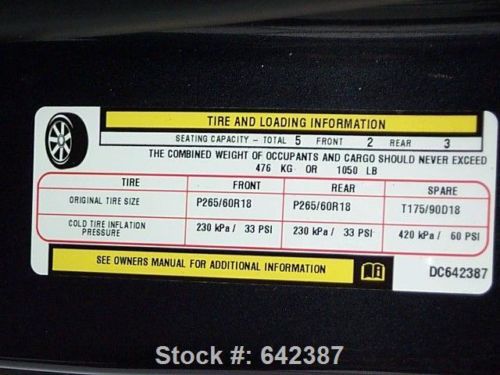 TIRE AND LOADING INFORMATION
SEATING CAPACITY - TOTAL 5 FRONT 2 REAR 3
THE COMBINED WEIGHT OF OCCUPANTS AND CARGO SHOULD NEVER EXCEED
476 KG OR 1050 LB
TIRE FRONT REAR SPARE
ORIGINAL TIRE SIZE P265/60R18 P265/60R18 T175/90D18
COLD TIRE INFLATION PRESSURE 230 kPa / 33 PSI 230 kPa / 33 PSI 420 kPa / 60 PSI
SEE OWNERS MANUAL FOR ADDITIONAL INFORMATION DC642387
Stock #: 642387